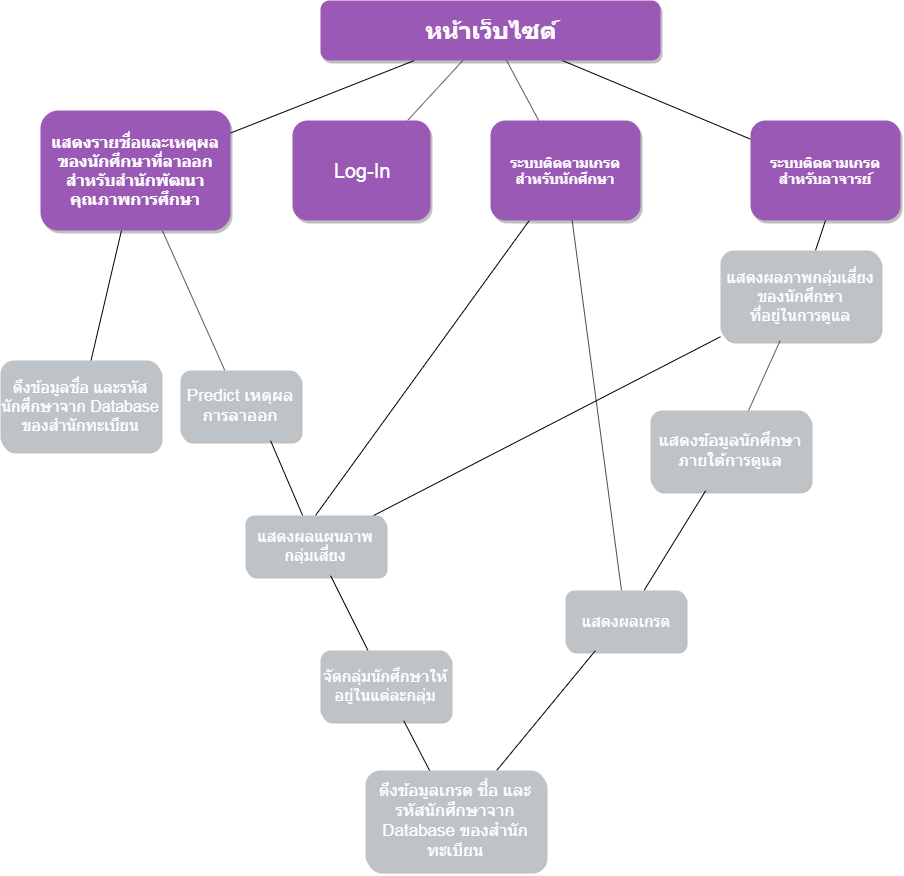 หน้าเว็บไซต์
แสดงรายชื่อและเหตุผล
ของนักศึกษาที่ลาออก
สำหรับสำนักพัฒนา
คุณภาพการศึกษา
Log-In
ระบบติดตามเกรด
สำหรับนักศึกษา
ระบบติดตามเกรด
สำหรับอาจารย์
แสดงผลภาพกลุ่มเสี่ยง
ของนักศึกษา
ที่อยู่ในการดูแล
ดึงข้อมูลชื่อ และรหัส
นักศึกษาจาก Database
ของสำนักทะเบียน
Predict เหตุผล
การลาออก
แสดงข้อมูลนักศึกษา
ภายใต้การดูแล
แสดงผลแผนภาพ
กลุ่มเสี่ยง
แสดงผลเกรด
จัดกลุ่มนักศึกษาให้
อยู่ในแต่ละกลุ่ม
ดึงข้อมูลเกรด ชื่อ และ
รหัสนักศึกษาจาก
Database ของสำนัก
ทะเบียน